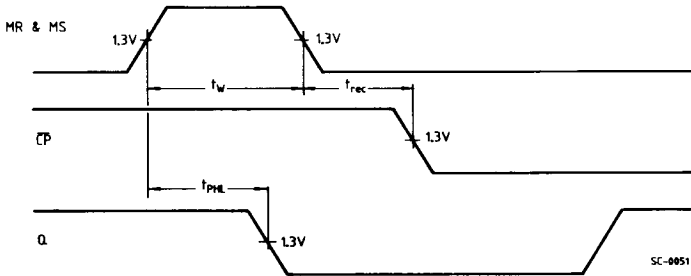 MR & MS
1.3V
1.3V
tW
trec
CP
1.3V
tPHL
Q
1.3V
SC-0051